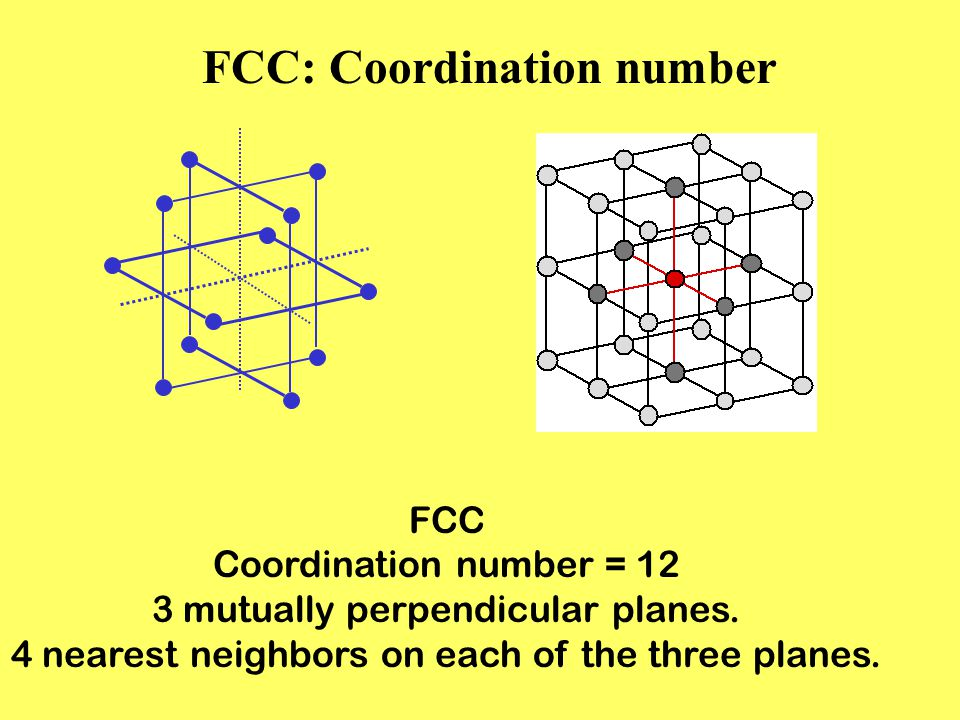 FCC: Coordination number
FCC
Coordination number = 12
3 mutually perpendicular planes.
4 nearest neighbors on each of the three planes.